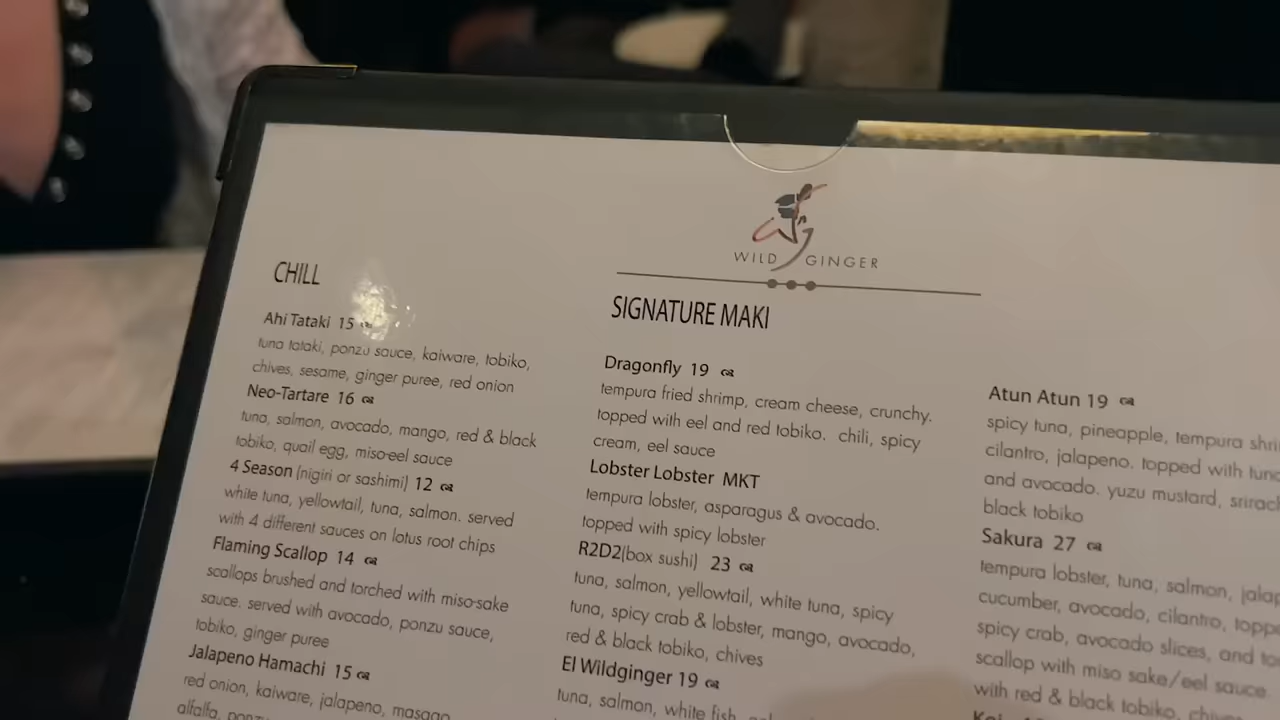 WILD GINGER
CHILL
Ahi Tataki 15
tuna tataki, ponzu sauce, kaiware, tobiko,
chives, sesame, ginger puree, red onion
Neo-Tartare 16
tuna, salmon, avocado, mango, red & black
tobiko, quail egg, miso-eel sauce
4 Season (nigiri or sashimi) 12
white tuna, yellowtail, tuna, salmon. served
with 4 different sauces on lotus root chips
Flaming Scallop 14
scallops brushed and torched with miso-sake
sauce. served with avocado, ponzu sauce,
tobiko, ginger puree
Jalapeno Hamachi 15
red onion, kaiware, jalapeno, masago
alfalfa,
SIGNATURE MAKI
Dragonfly 19
tempura fried shrimp, cream cheese, crunchy.
topped with eel and red tobiko. chili, spicy
cream, eel sauce
Lobster Lobster MKT
tempura lobster, asparagus & avocado.
topped with spicy lobster
R2D2(box sushi) 23
tuna, salmon, yellowtail, white tuna, spicy
tuna, spicy crab & lobster, mango, avocado,
red & black tobiko, chives
El Wildginger 19
tuna, salmon, white fish,
Atun Atun 19
spicy tuna, pineapple, tempura
cilantro, jalapeno. topped with
and avocado. yuzu mustard,
black tobiko
Sakura 27
tempura lobster, tuna, salmon,
cucumber, avocado, cilantro,
spicy crab, avocado slices, and
scallop with miso sake/eel sauce
with red & black tobiko,